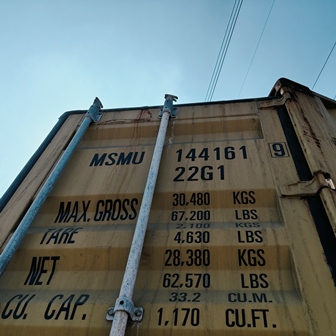 MSMU 144161 9
22G1
MAX.GROSS 30,480 KGS
67.200 LBS
TARE 2,100 KGS
4,630 LBS
NET 28,380 KGS
62,570 LBS
CU. CAP. 33.2 CU.M.
1,170 CU.FT.